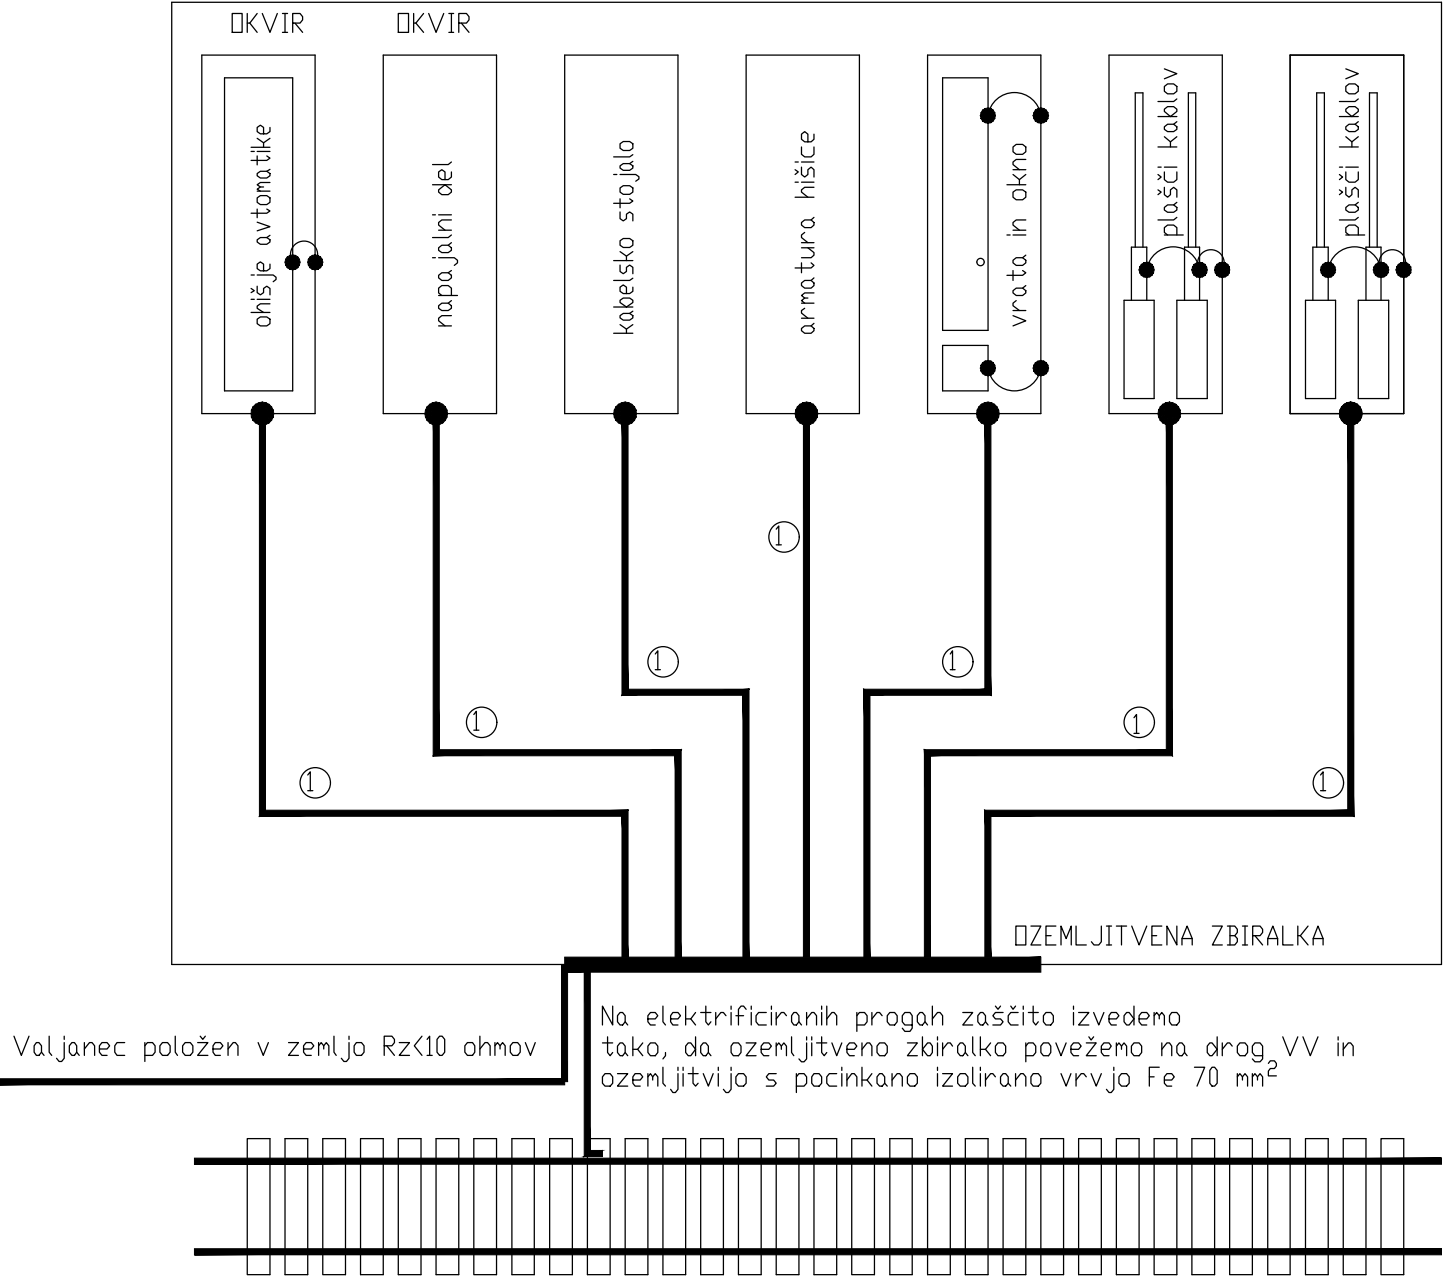 OKVIR
OKVIR
ohišje avtomatike
napajalni del
kabelsko stojalo
armatura hišice
vrata in okno
plašči kablov
plašči kablov
1
1
1
1
1
1
1
OZEMLJITVENA ZBIRALKA
Valjanec položen v zemljo Rz<10 ohmov
Na elektrificiranih progah zaščito izvedemo
tako, da ozemljitveno zbiralko povežemo na drog VV in
ozemljitvijo s pocinkano izolirano vrvjo Fe 70 mm²